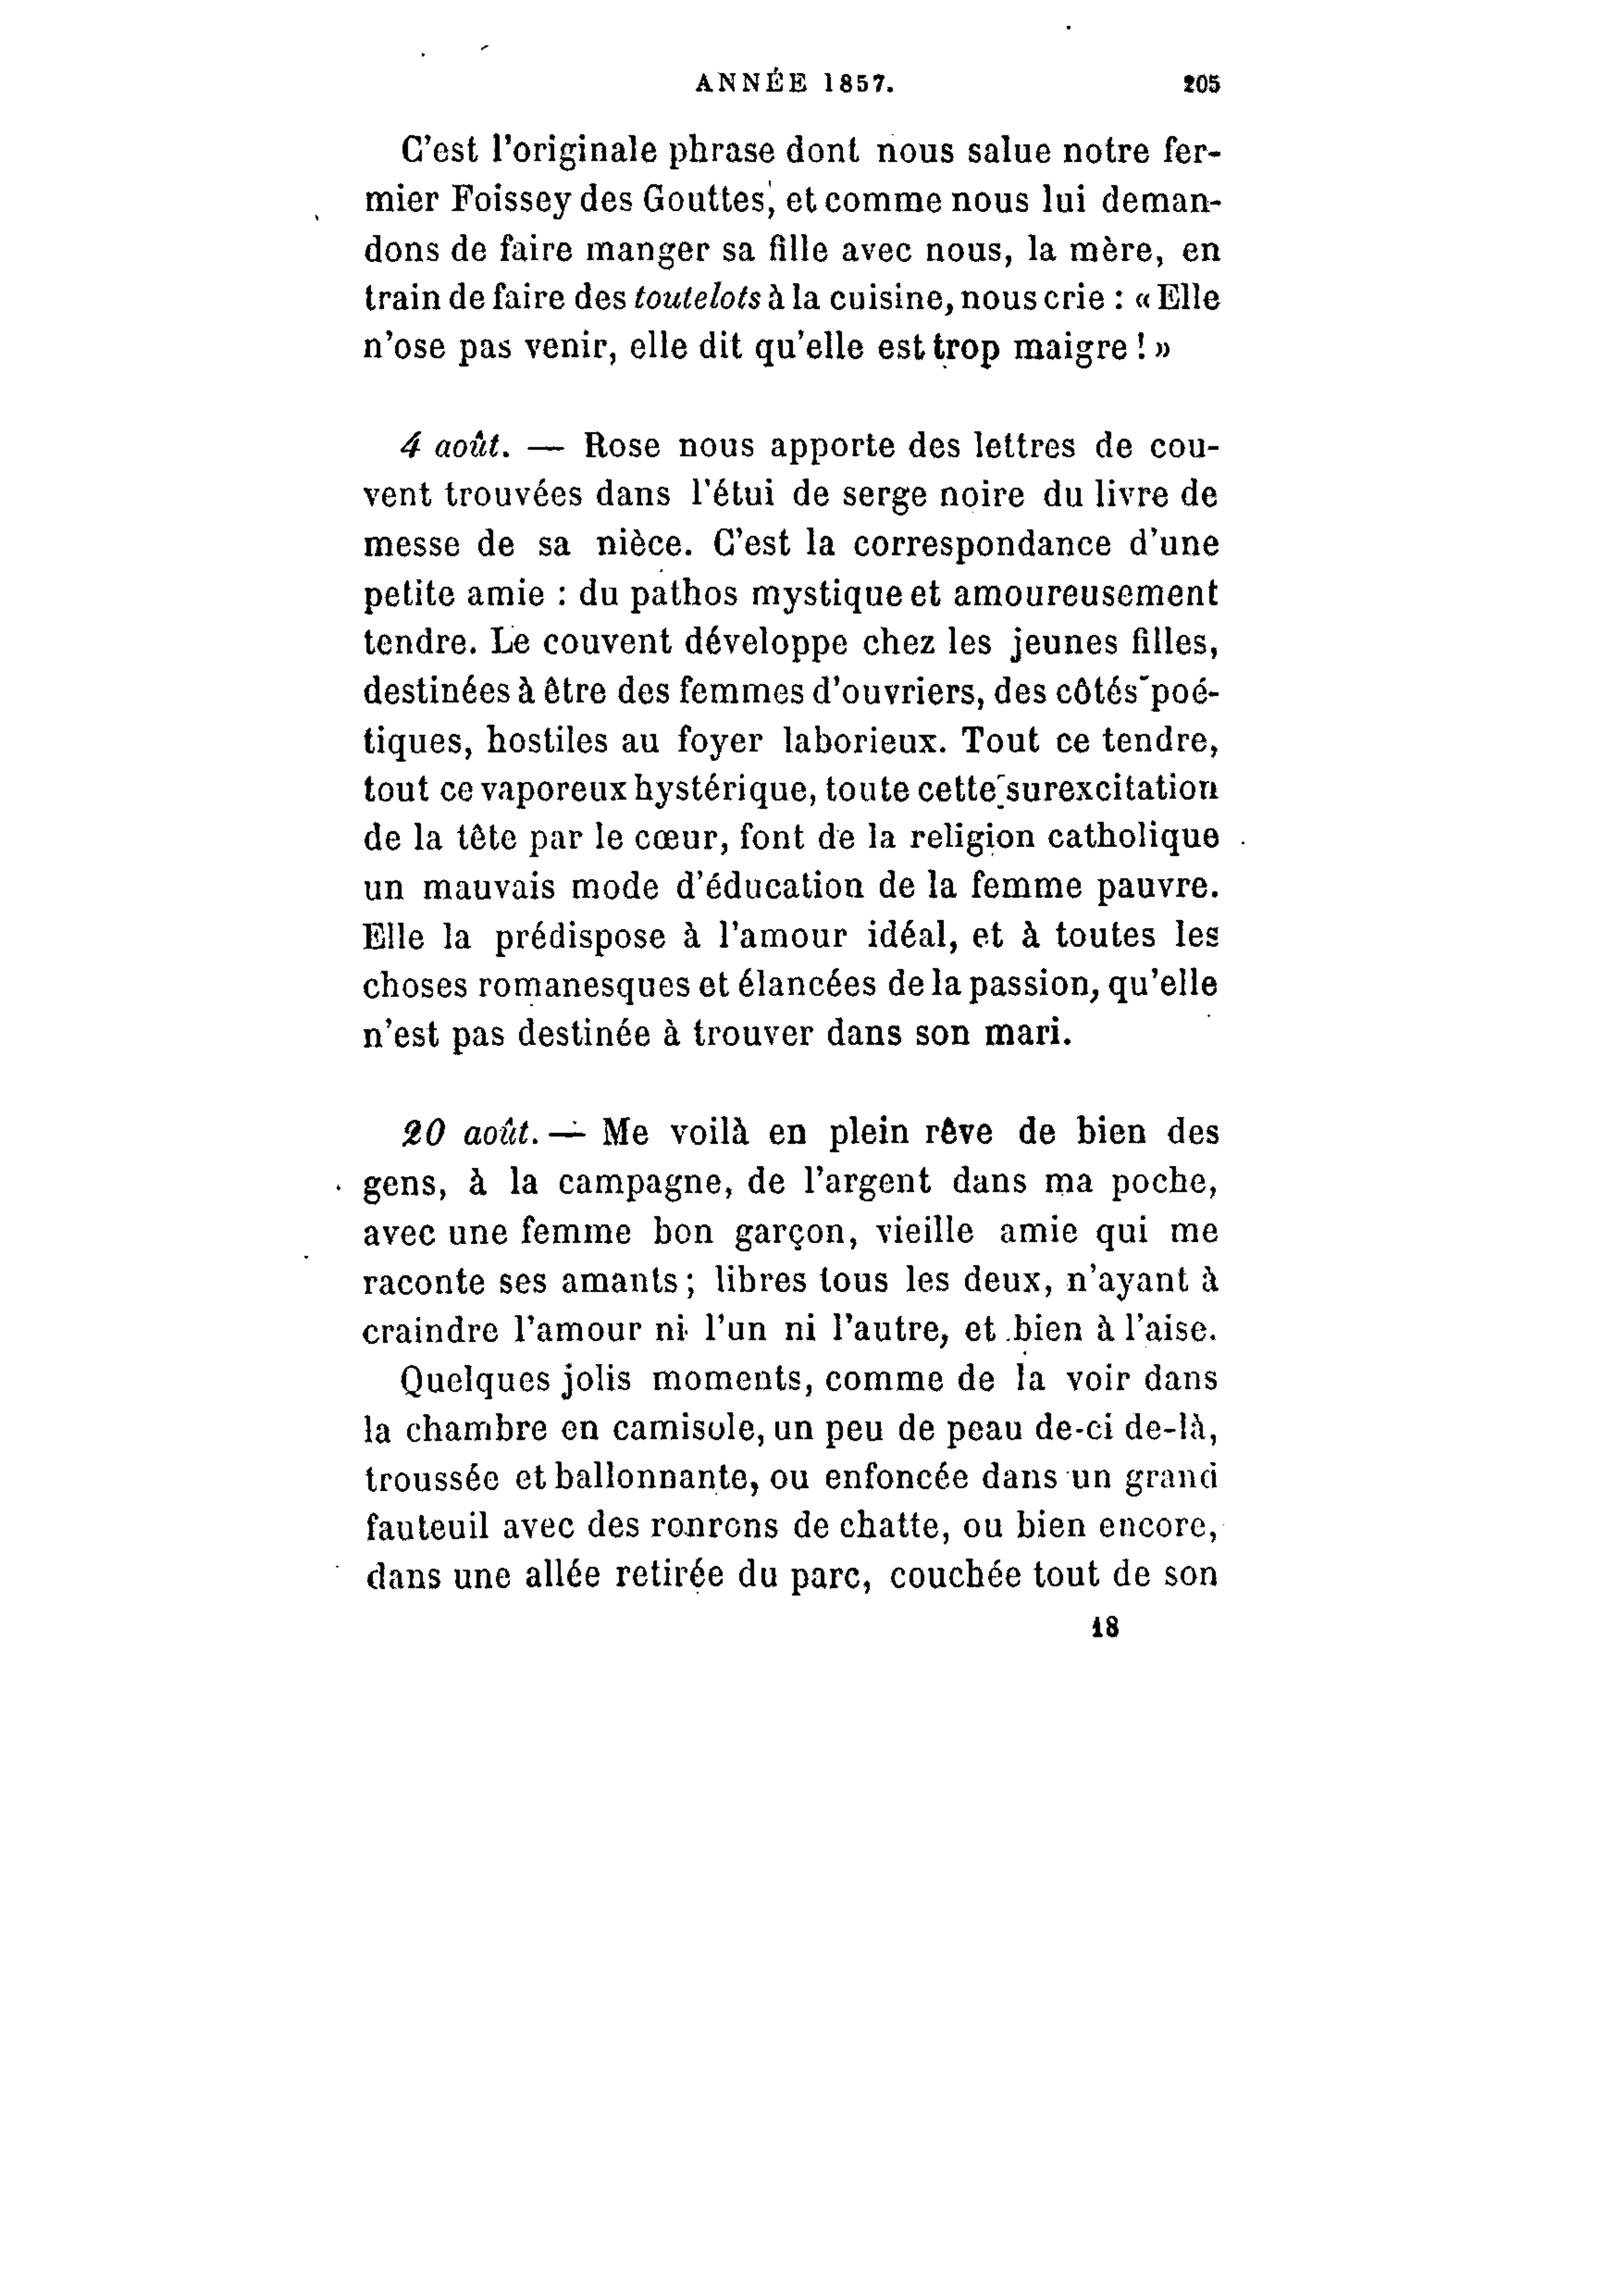 ANNÉE 1857. 205
C'est l'originale phrase dont nous salue notre fer-
mier Foissey des Gouttes, et comme nous lui deman-
dons de faire manger sa fille avec nous, la mère, en
train de faire des toutelots à la cuisine, nous crie : « Elle
n'ose pas venir, elle dit qu'elle est trop maigre ! »
4 août. — Rose nous apporte des lettres de cou-
vent trouvées dans l'étui de serge noire du livre de
messe de sa nièce. C'est la correspondance d'une
petite amie : du pathos mystique et amoureusement
tendre. Le couvent développe chez les jeunes filles,
destinées à être des femmes d'ouvriers, des côtés poé-
tiques, hostiles au foyer laborieux. Tout ce tendre,
tout ce vaporeux hystérique, toute cette surexcitation
de la tête par le cœur, font de la religion catholique
un mauvais mode d'éducation de la femme pauvre.
Elle la prédispose à l'amour idéal, et à toutes les
choses romanesques et élancées de la passion, qu'elle
n'est pas destinée à trouver dans son mari.
20 août. — Me voilà en plein rêve de bien des
gens, à la campagne, de l'argent dans ma poche,
avec une femme bon garçon, vieille amie qui me
raconte ses amants ; libres tous les deux, n'ayant à
craindre l'amour ni l'un ni l'autre, et bien à l'aise.
Quelques jolis moments, comme de la voir dans
la chambre en camisole, un peu de peau de-ci de-là,
troussée et ballonnante, ou enfoncée dans un grand
fauteuil avec des ronrons de chatte, ou bien encore,
dans une allée retirée du parc, couchée tout de son
18